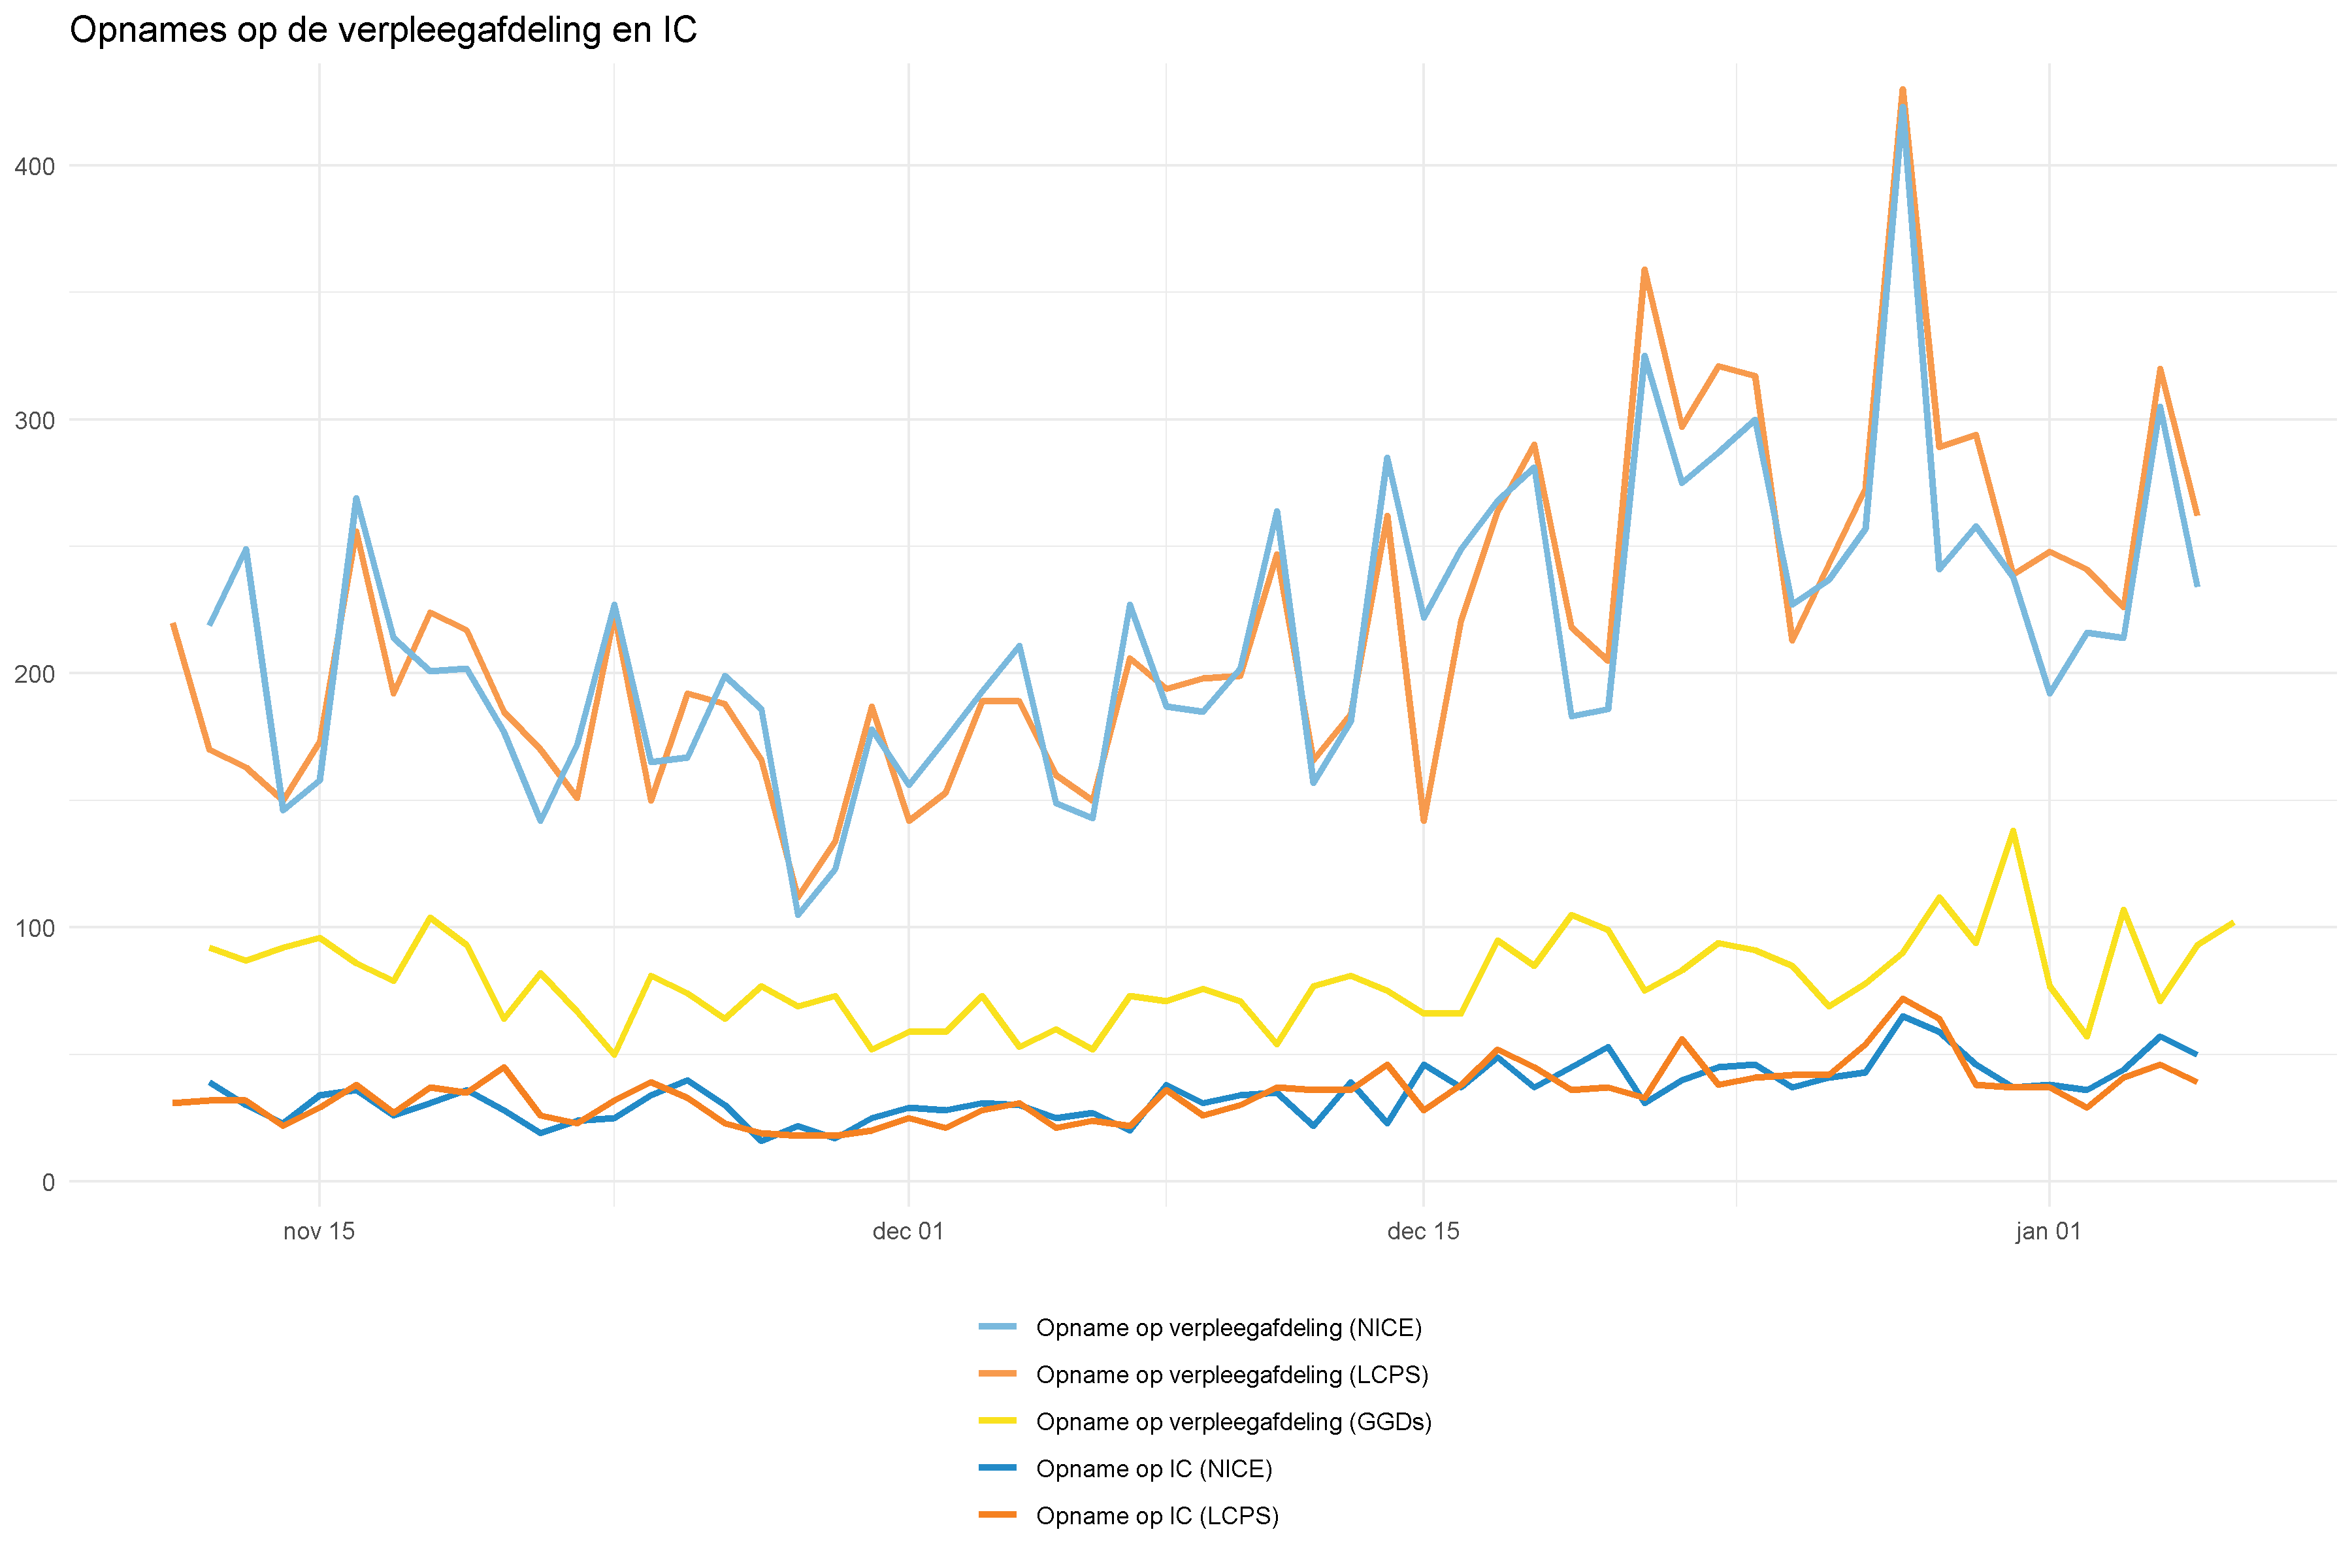 Opnames op de verpleegafdeling en IC
400
300
200
100
0
nov 15 dec 01 dec 15 jan 01
Opname op verpleegafdeling (NICE)
Opname op verpleegafdeling (LCPS)
Opname op verpleegafdeling (GGDs)
Opname op IC (NICE)
Opname op IC (LCPS)